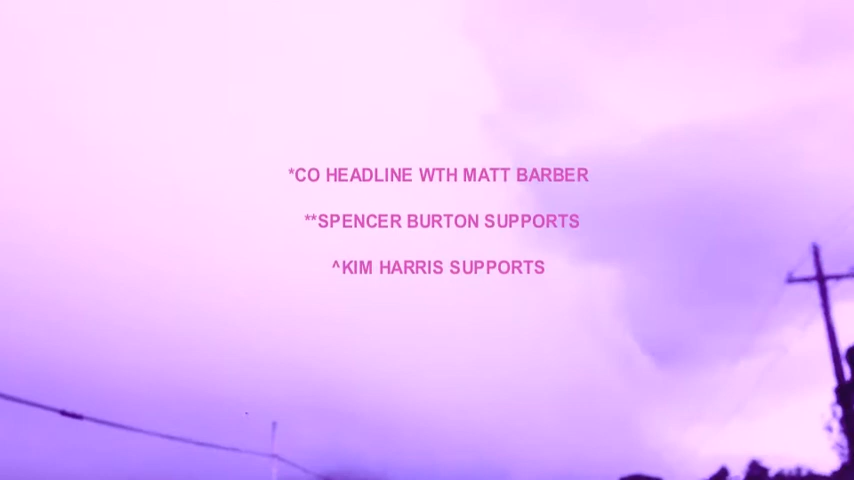 *CO HEADLINE WTH MATT BARBER
**SPENCER BURTON SUPPORTS
^KIM HARRIS SUPPORTS